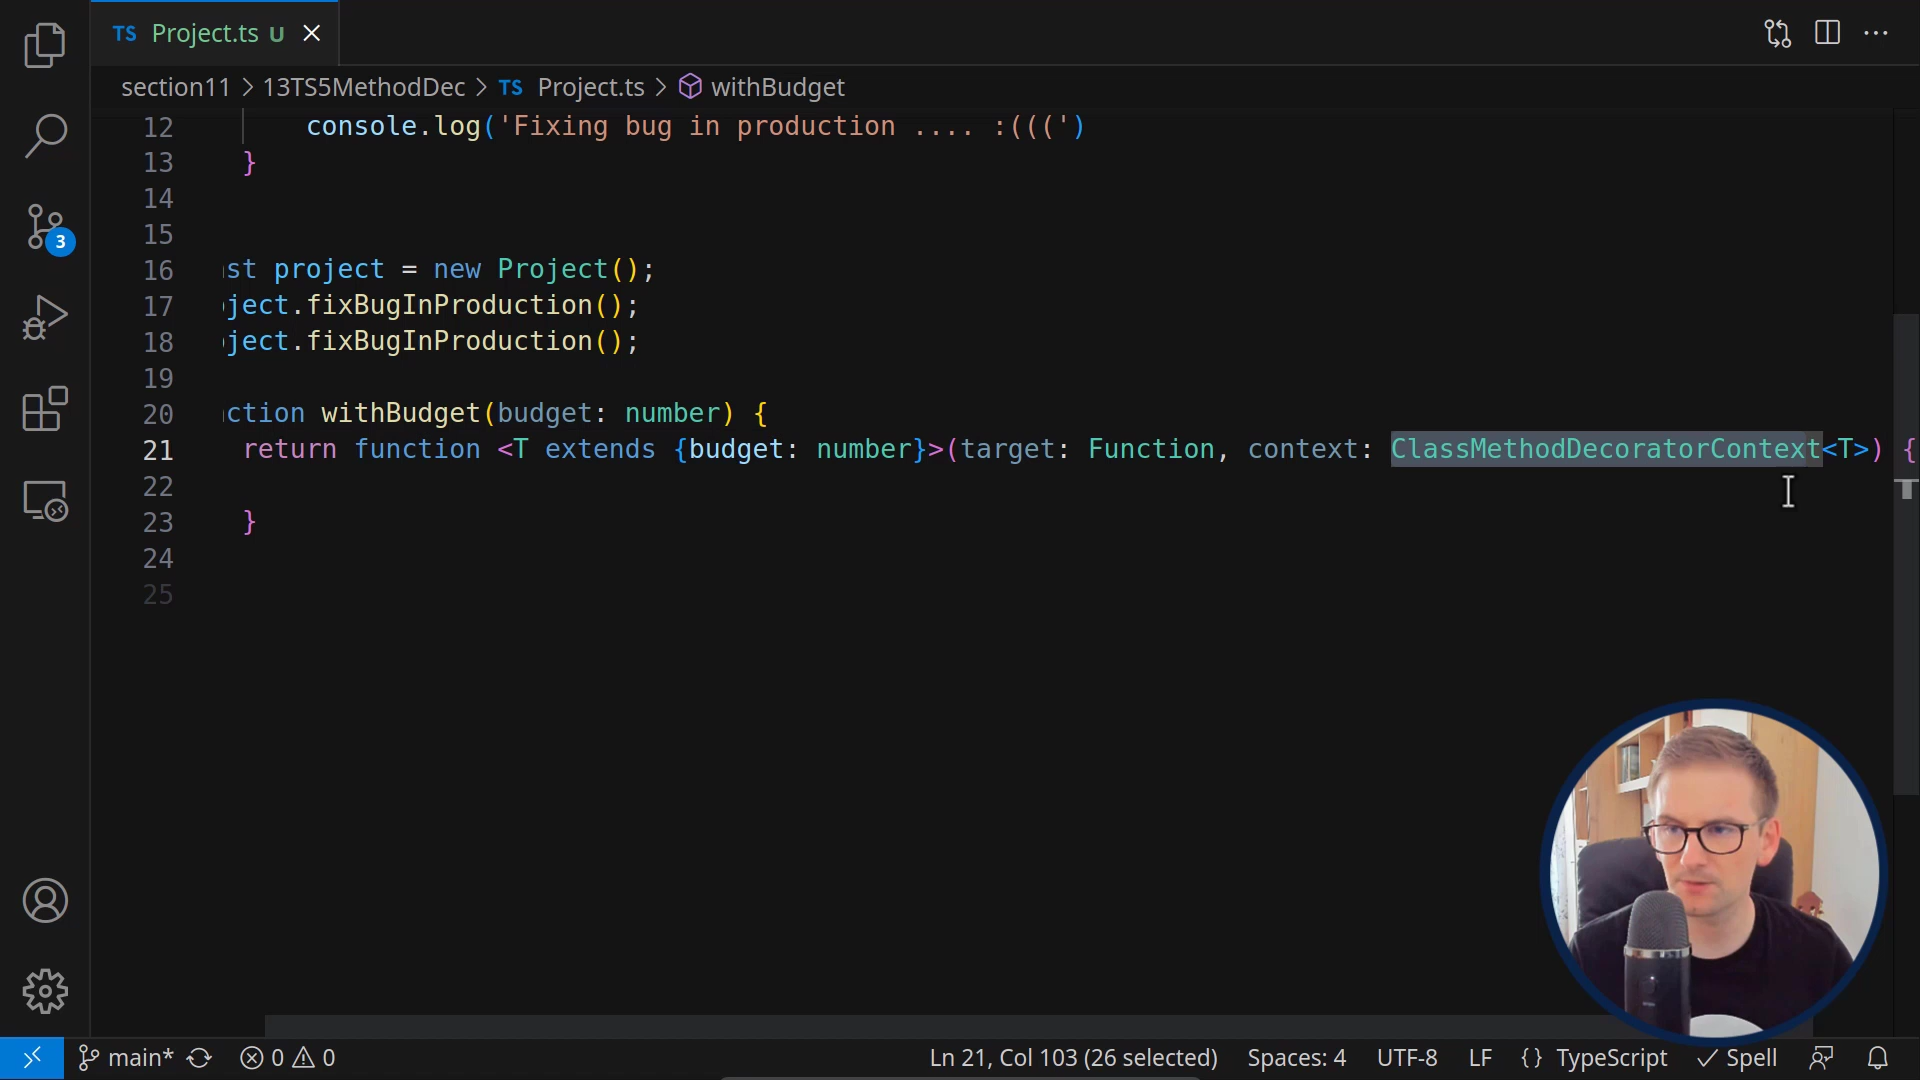 TS Project.ts U
section11 > 13TS5MethodDec > TS Project.ts > withBudget
12 console.log('Fixing bug in production .... :(((')
13 }
14
15
16 st project = new Project();
17 ject.fixBugInProduction();
18 ject.fixBugInProduction();
19
20 ction withBudget(budget: number) {
21 return function <T extends {budget: number}>(target: Function, context: ClassMethodDecoratorContext<T>) {
22
23 }
24
25
3
main* 0 0 Ln 21, Col 103 (26 selected) Spaces: 4 UTF-8 LF {} TypeScript Spell